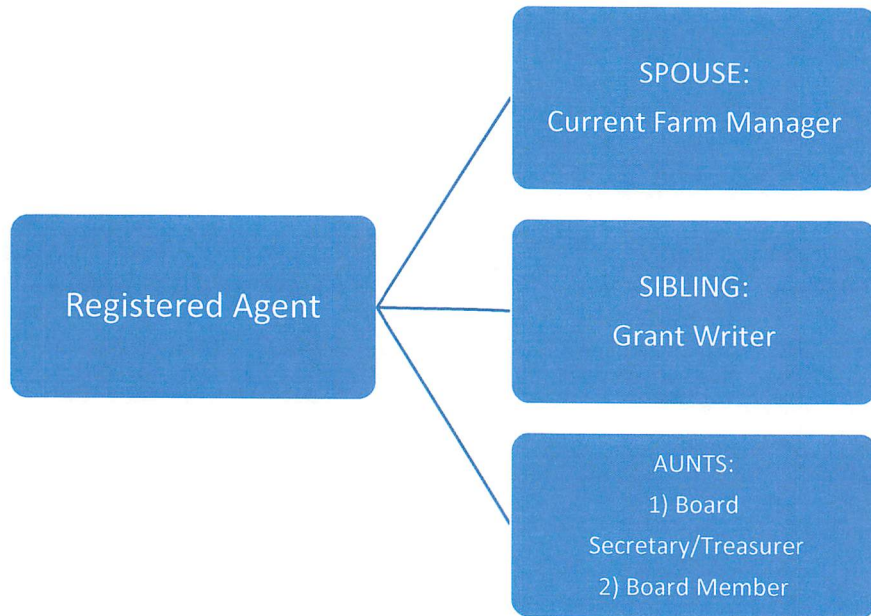 SPOUSE:
Current Farm Manager
Registered Agent
SIBLING:
Grant Writer
AUNTS:
1) Board
Secretary/Treasurer
2) Board Member